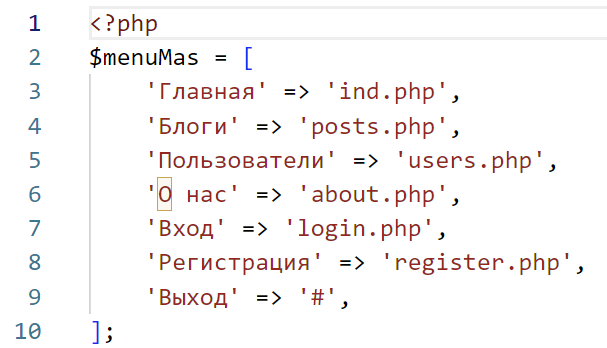 1 <?php
2 $menuMas = [
3 'Главная' => 'ind.php',
4 'Блоги' => 'posts.php',
5 'Пользователи' => 'users.php',
6 'О нас' => 'about.php',
7 'Вход' => 'login.php',
8 'Регистрация' => 'register.php',
9 'Выход' => '#',
10 ];